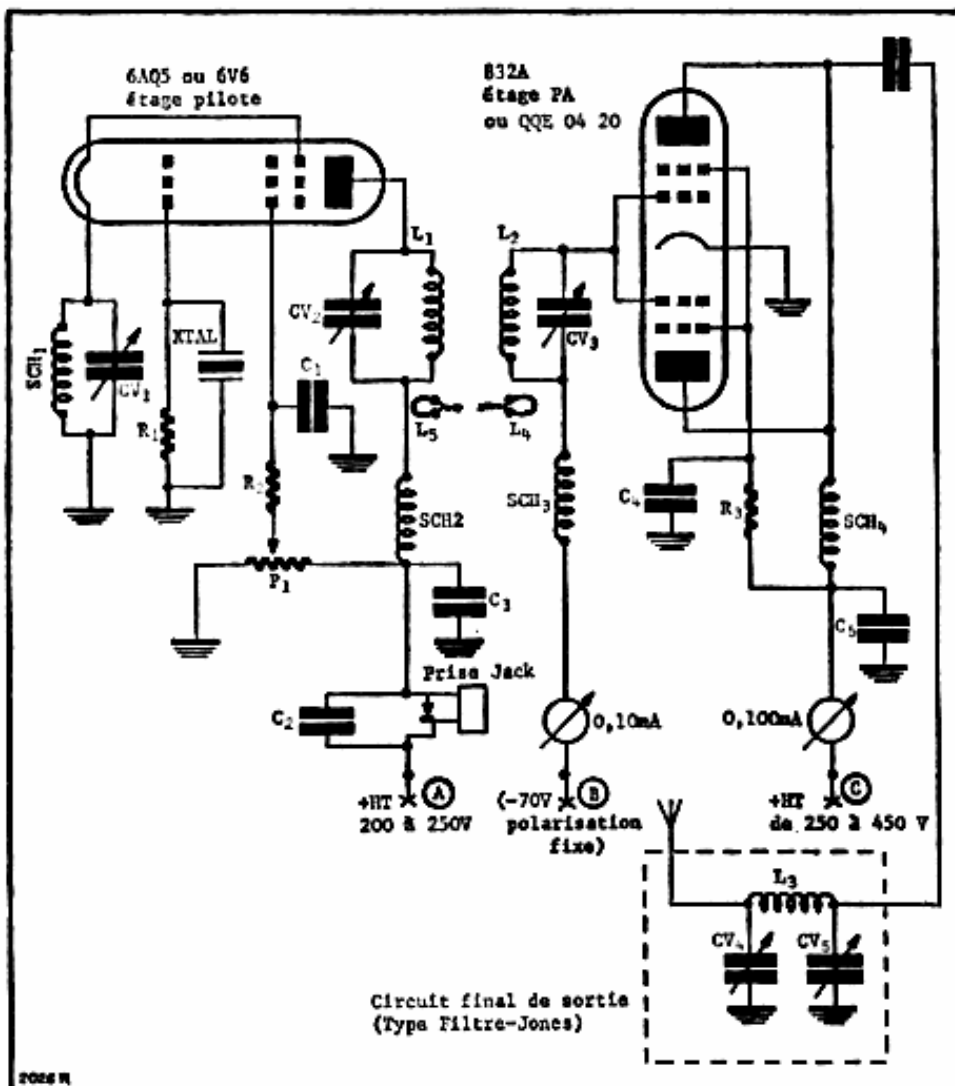 6AQ5 ou 6V6
étage pilote
832A
étage PA
ou QQE 04 20
L1
L2
CV2
CV3
SCH1
CV1
XTAL
R1
C1
R2
L5
L4
SCH2
SCH3
C4
R3
SCH4
P1
C3
C5
Prise Jack
C2
0,10mA
0,100mA
A
B
C
+HT
200 à 250V
(-70V
polarisation
fixe)
+HT
de 250 à 450 V
L3
CV4
CV5
Circuit final de sortie
(Type Filtre-Jones)
2026 R